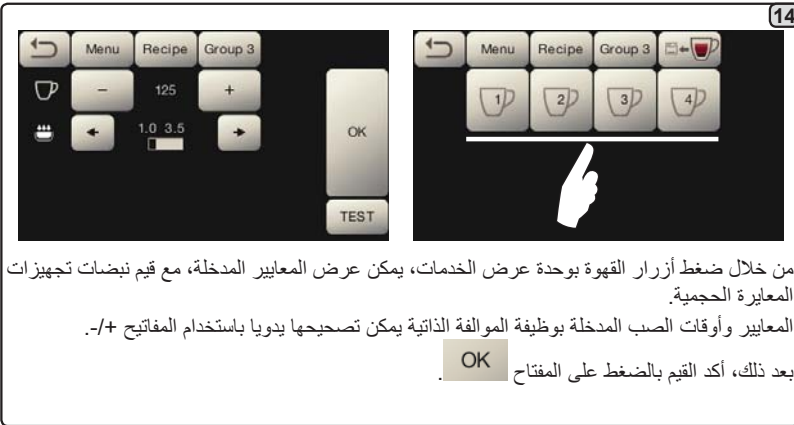 14
Menu Recipe Group 3
- 125 +
1.0 3.5
OK
TEST
Menu Recipe Group 3
1 2 3 4
من خلال ضغط أزرار القهوة بوحدة عرض الخدمات، يمكن عرض المعايير المدخلة، مع قيم نبضات تجهيزات
المعايرة الحجمية.
المعايير وأوقات الصب المدخلة بوظيفة الموالفة الذاتية يمكن تصحيحها يدويا باستخدام المفاتيح +/-.
بعد ذلك، أكد القيم بالضغط على المفتاح OK.